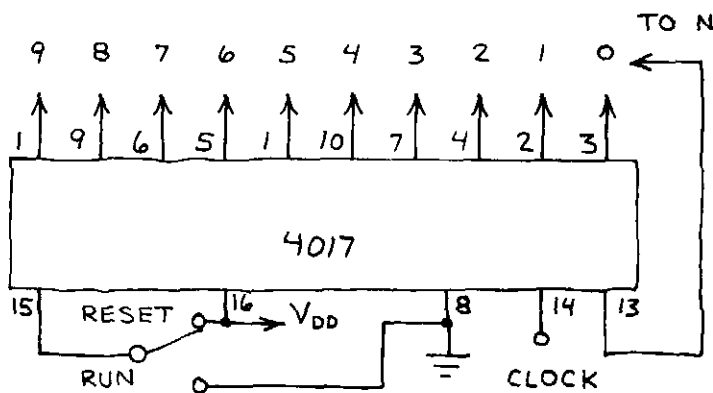 TO N
9 8 7 6 5 4 3 2 1 0
1 9 6 5 1 10 7 4 2 3
4017
15 16 8 14 13
RESET VDD
RUN CLOCK